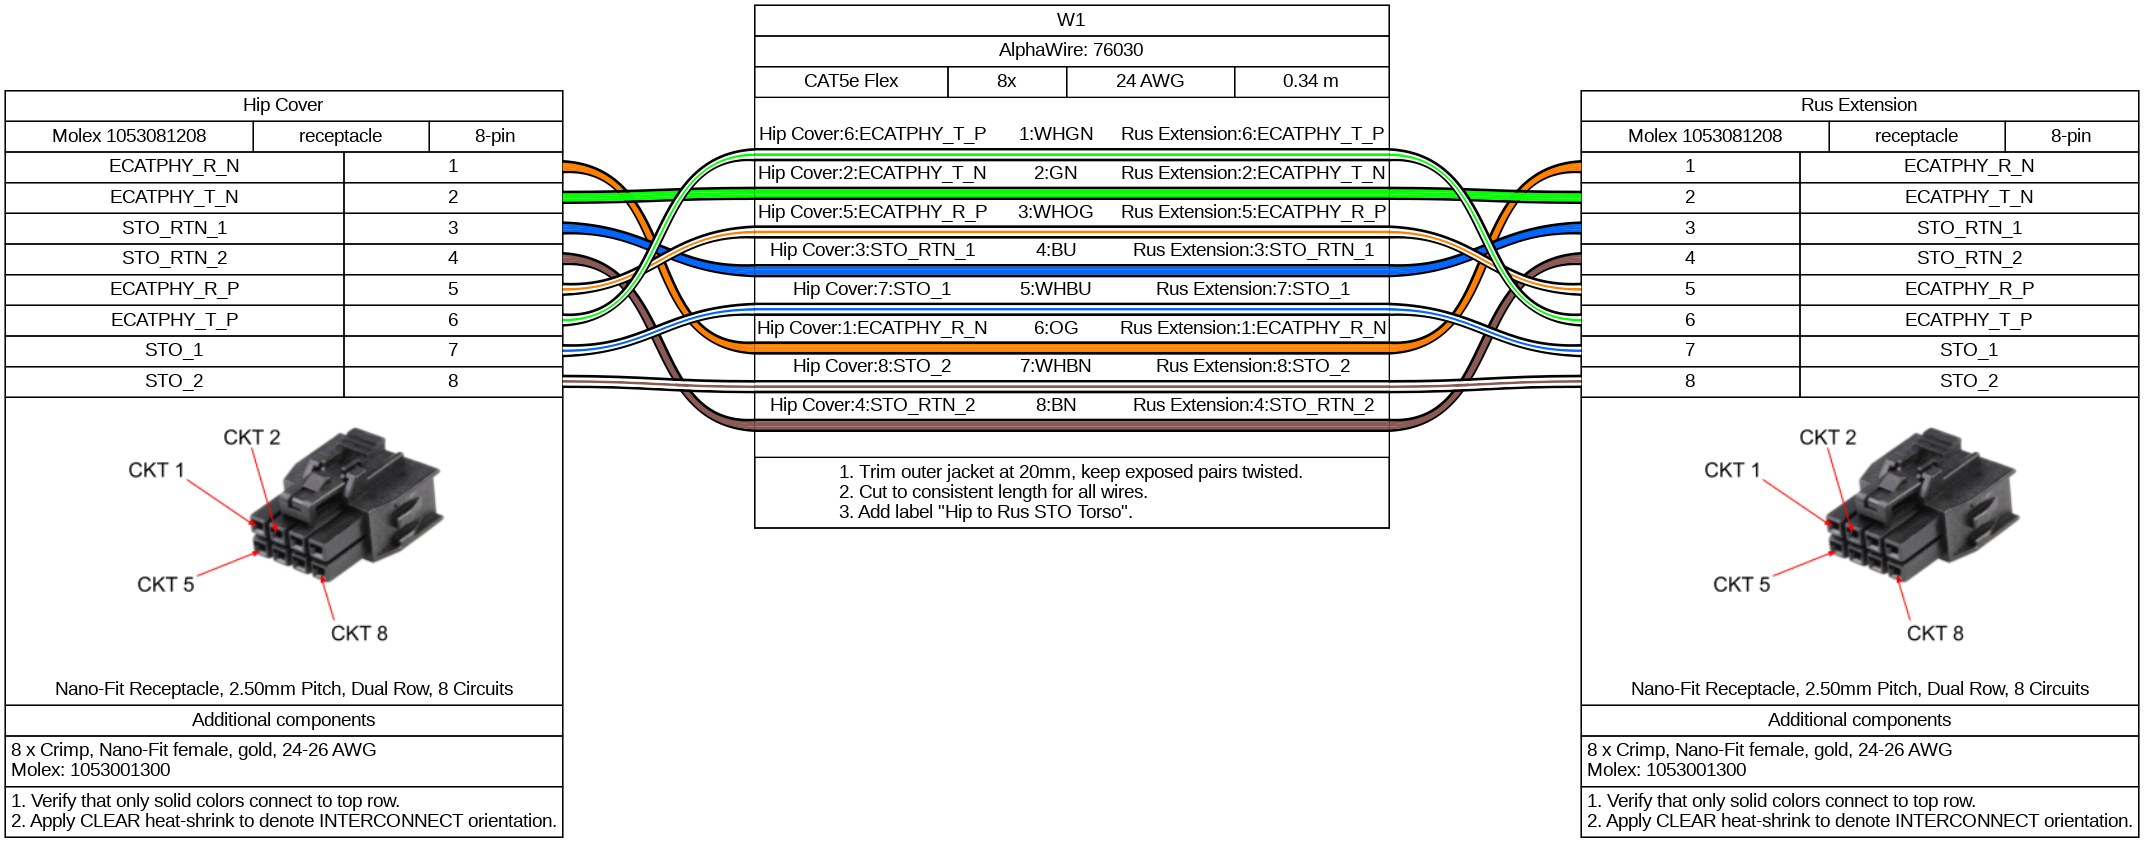 W1
AlphaWire: 76030
CAT5e Flex 8x 24 AWG 0.34 m
Hip Cover:6:ECATPHY_T_P 1:WHGN Rus Extension:6:ECATPHY_T_P
Hip Cover:2:ECATPHY_T_N 2:GN Rus Extension:2:ECATPHY_T_N
Hip Cover:5:ECATPHY_R_P 3:WHOG Rus Extension:5:ECATPHY_R_P
Hip Cover:3:STO_RTN_1 4:BU Rus Extension:3:STO_RTN_1
Hip Cover:7:STO_1 5:WHBU Rus Extension:7:STO_1
Hip Cover:1:ECATPHY_R_N 6:OG Rus Extension:1:ECATPHY_R_N
Hip Cover:8:STO_2 7:WHBN Rus Extension:8:STO_2
Hip Cover:4:STO_RTN_2 8:BN Rus Extension:4:STO_RTN_2
1. Trim outer jacket at 20mm, keep exposed pairs twisted.
2. Cut to consistent length for all wires.
3. Add label "Hip to Rus STO Torso".
Hip Cover
Molex 1053081208 receptacle 8-pin
ECATPHY_R_N 1
ECATPHY_T_N 2
STO_RTN_1 3
STO_RTN_2 4
ECATPHY_R_P 5
ECATPHY_T_P 6
STO_1 7
STO_2 8
CKT 2
CKT 1
CKT 5
CKT 8
Nano-Fit Receptacle, 2.50mm Pitch, Dual Row, 8 Circuits
Additional components
8 x Crimp, Nano-Fit female, gold, 24-26 AWG
Molex: 1053001300
1. Verify that only solid colors connect to top row.
2. Apply CLEAR heat-shrink to denote INTERCONNECT orientation.
Rus Extension
Molex 1053081208 receptacle 8-pin
1 ECATPHY_R_N
2 ECATPHY_T_N
3 STO_RTN_1
4 STO_RTN_2
5 ECATPHY_R_P
6 ECATPHY_T_P
7 STO_1
8 STO_2
CKT 2
CKT 1
CKT 5
CKT 8
Nano-Fit Receptacle, 2.50mm Pitch, Dual Row, 8 Circuits
Additional components
8 x Crimp, Nano-Fit female, gold, 24-26 AWG
Molex: 1053001300
1. Verify that only solid colors connect to top row.
2. Apply CLEAR heat-shrink to denote INTERCONNECT orientation.